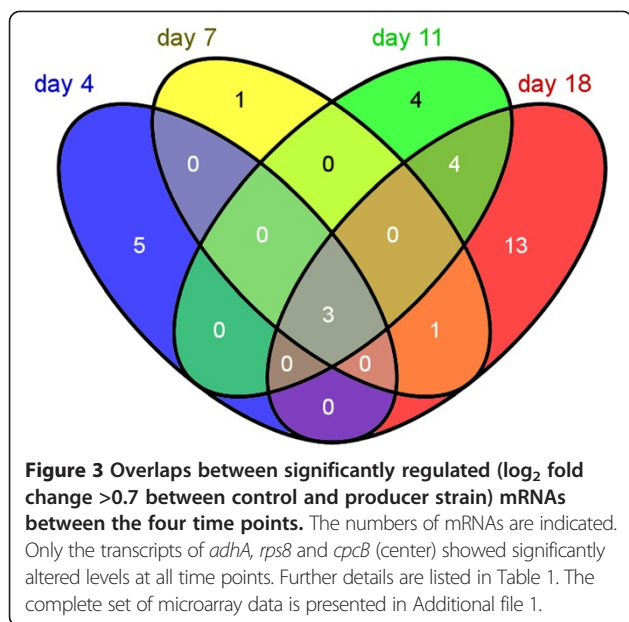 day 7
day 11
day 4
day 18
1
4
0
0
4
5
0
0
13
3
0
1
0
0
0
Figure 3 Overlaps between significantly regulated (log₂ fold
change >0.7 between control and producer strain) mRNAs
between the four time points. The numbers of mRNAs are indicated.
Only the transcripts of adhA, rps8 and cpcB (center) showed significantly
altered levels at all time points. Further details are listed in Table 1. The
complete set of microarray data is presented in Additional file 1.